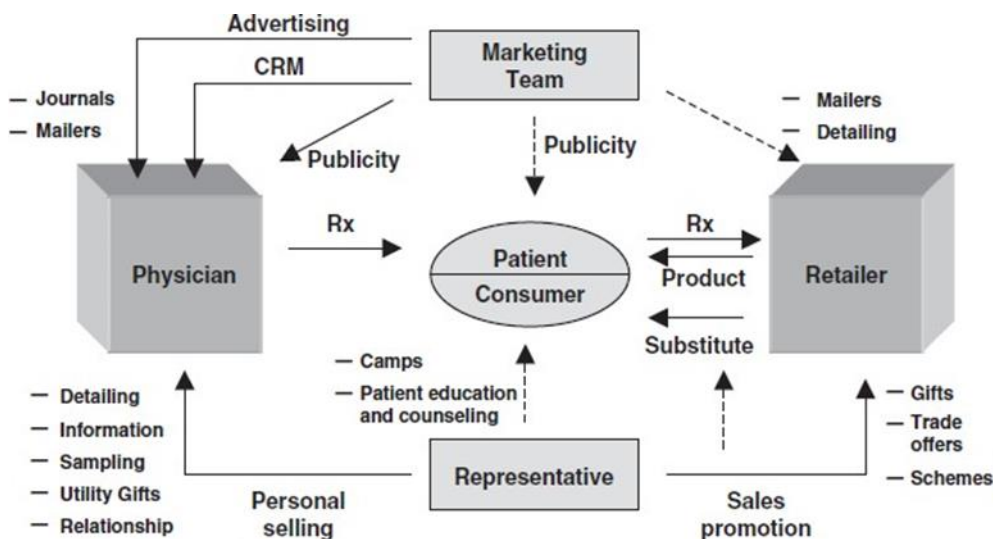 Advertising
Marketing
Team
CRM
– Journals
– Mailers
– Mailers
– Detailing
Publicity
Publicity
Rx
Rx
Physician
Patient
Consumer
Product
Retailer
Substitute
– Camps
– Patient education
and counseling
– Detailing
– Information
– Sampling
– Utility Gifts
– Relationship
– Gifts
– Trade
offers
– Schemes
Representative
Personal
selling
Sales
promotion